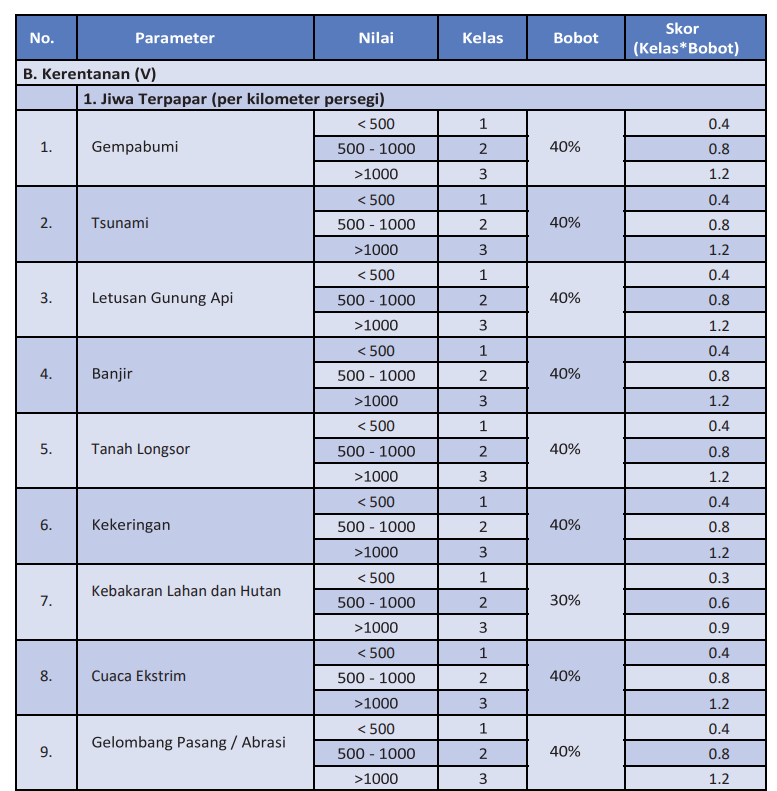 No. Parameter Nilai Kelas Bobot Skor (Kelas*Bobot)
B. Kerentanan (V)
1. Jiwa Terpapar (per kilometer persegi)
< 500 1 0.4
1. Gempabumi 500 - 1000 2 40% 0.8
>1000 3 1.2
< 500 1 0.4
2. Tsunami 500 - 1000 2 40% 0.8
>1000 3 1.2
< 500 1 0.4
3. Letusan Gunung Api 500 - 1000 2 40% 0.8
>1000 3 1.2
< 500 1 0.4
4. Banjir 500 - 1000 2 40% 0.8
>1000 3 1.2
< 500 1 0.4
5. Tanah Longsor 500 - 1000 2 40% 0.8
>1000 3 1.2
< 500 1 0.4
6. Kekeringan 500 - 1000 2 40% 0.8
>1000 3 1.2
< 500 1 0.3
7. Kebakaran Lahan dan Hutan 500 - 1000 2 30% 0.6
>1000 3 0.9
< 500 1 0.4
8. Cuaca Ekstrim 500 - 1000 2 40% 0.8
>1000 3 1.2
< 500 1 0.4
9. Gelombang Pasang / Abrasi 500 - 1000 2 40% 0.8
>1000 3 1.2